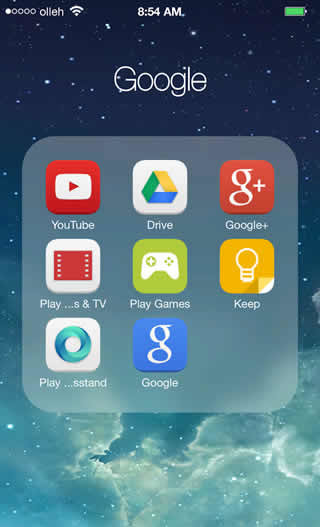 olleh 8:54 AM
Google
YouTube Drive Google+
Play ...s & TV Play Games Keep
Play ...sstand Google